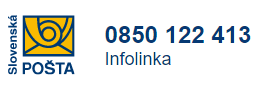 Slovenská
POŠTA
0850 122 413
Infolinka